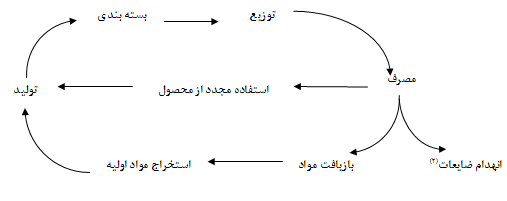 بسته بندی
توزیع
مصرف
استفاده مجدد از محصول
تولید
انهدام ضایعات(۲)
بازیافت مواد
استخراج مواد اولیه